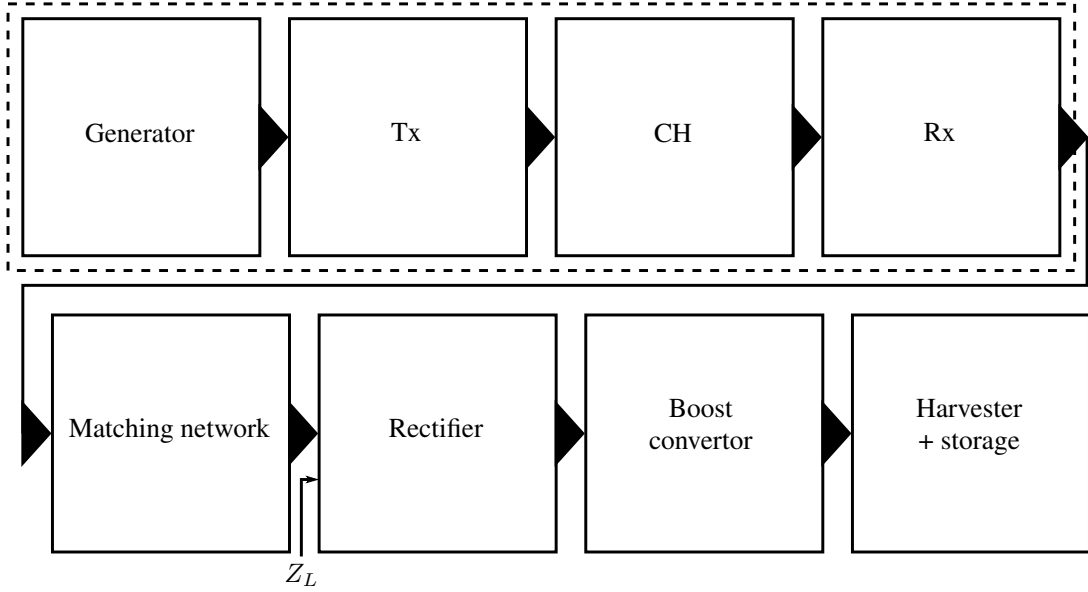 Generator
Tx
CH
Rx
Matching network
Rectifier
Boost
convertor
Harvester
+ storage
Z_L